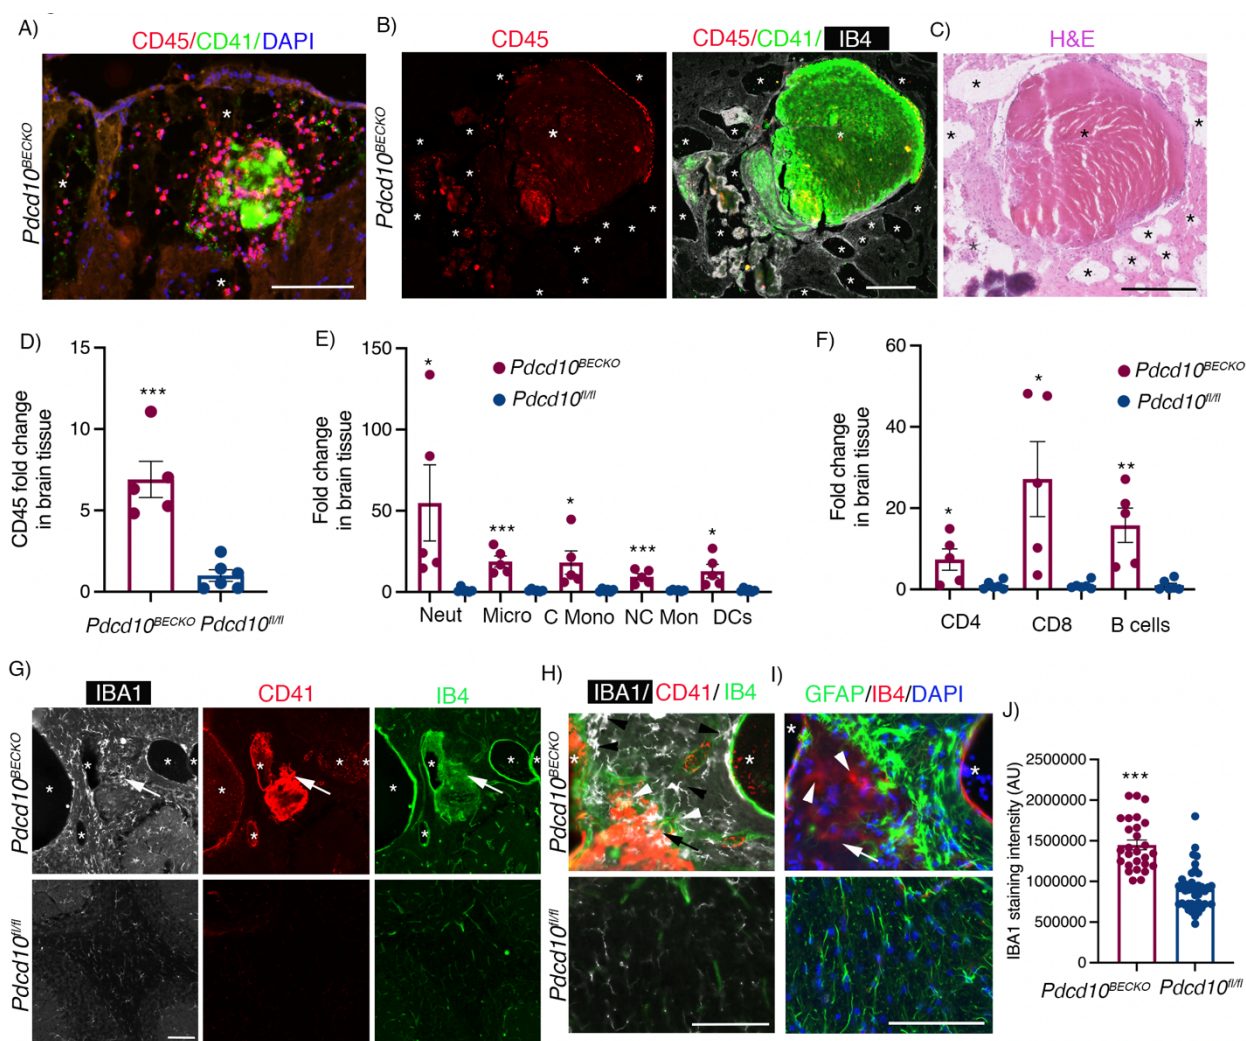 A)
CD45/CD41/DAPI
Pdcd10BECKO
B)
CD45
CD45/CD41/ IB4
Pdcd10BECKO
C)
H&E
D)
CD45 fold change
in brain tissue
15
10
5
0
***
Pdcd10BECKO Pdcd10fl/fl
E)
Fold change
in brain tissue
150
100
50
0
Pdcd10BECKO
Pdcd10fl/fl
* *** * *** *
Neut Micro C Mono NC Mon DCs
F)
Fold change
in brain tissue
60
40
20
0
Pdcd10BECKO
Pdcd10fl/fl
* * **
CD4 CD8 B cells
G)
IBA1 CD41 IB4
Pdcd10BECKO
Pdcd10fl/fl
H)
IBA1/CD41/IB4
Pdcd10BECKO
Pdcd10fl/fl
I)
GFAP/IB4/DAPI
J)
IBA1 staining intensity (AU)
2500000
2000000
1500000
1000000
500000
0
***
Pdcd10BECKO Pdcd10fl/fl